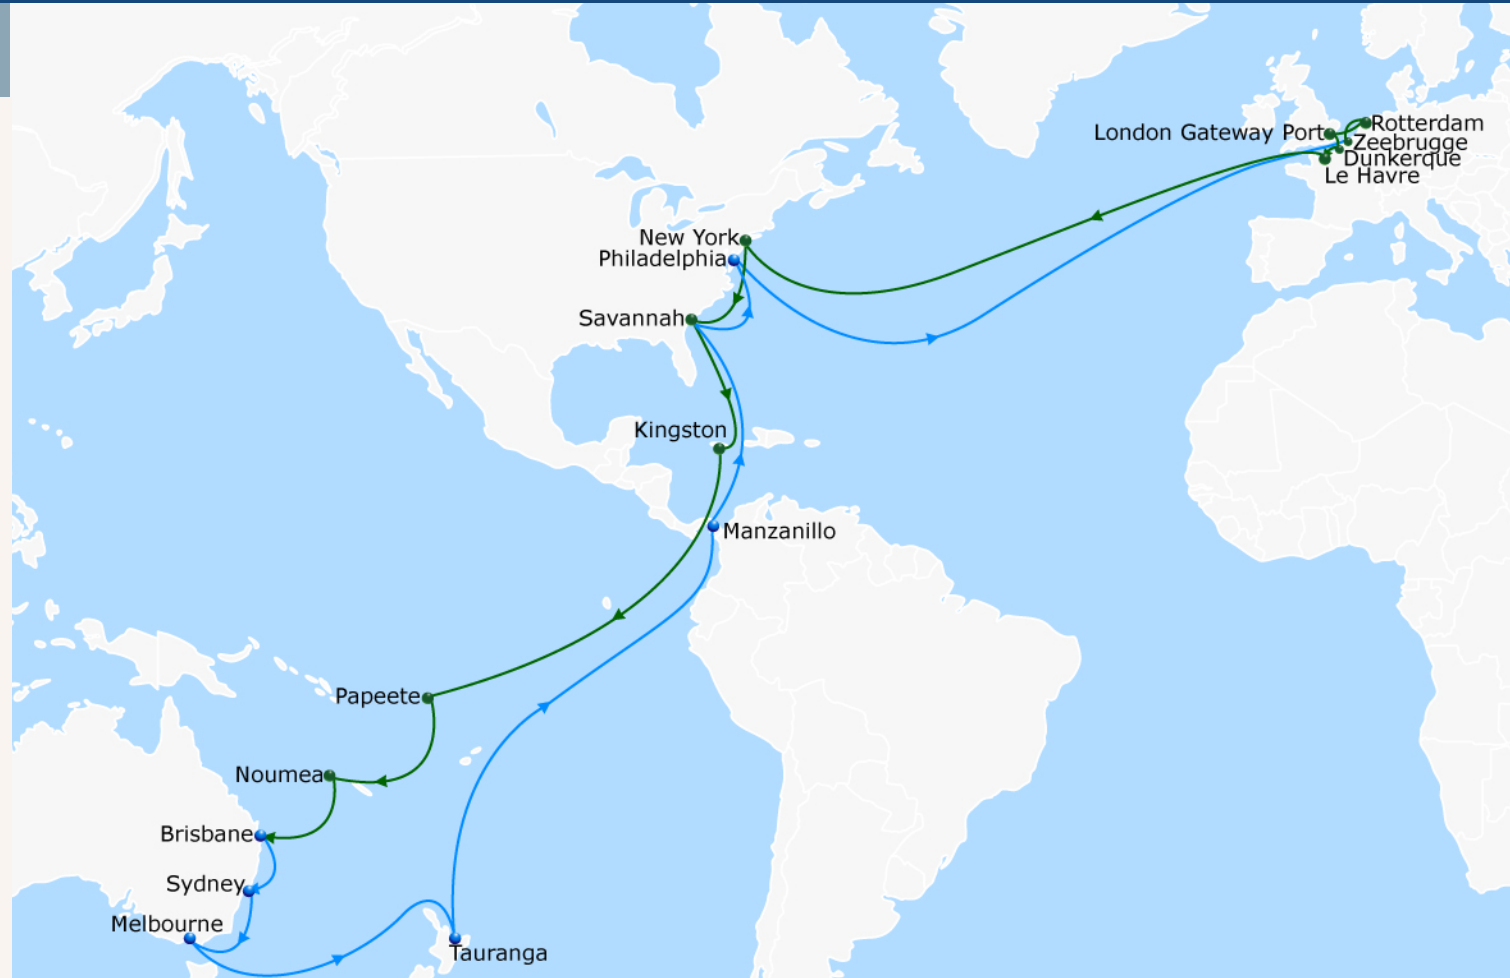 London Gateway Port
Rotterdam
Zeebrugge
Dunkerque
Le Havre
New York
Philadelphia
Savannah
Kingston
Manzanillo
Papeete
Noumea
Brisbane
Sydney
Melbourne
Tauranga